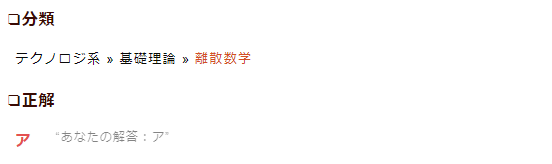 ❏分類
テクノロジ系 » 基礎理論 » 離散数学
❏正解
ア “あなたの解答：ア”